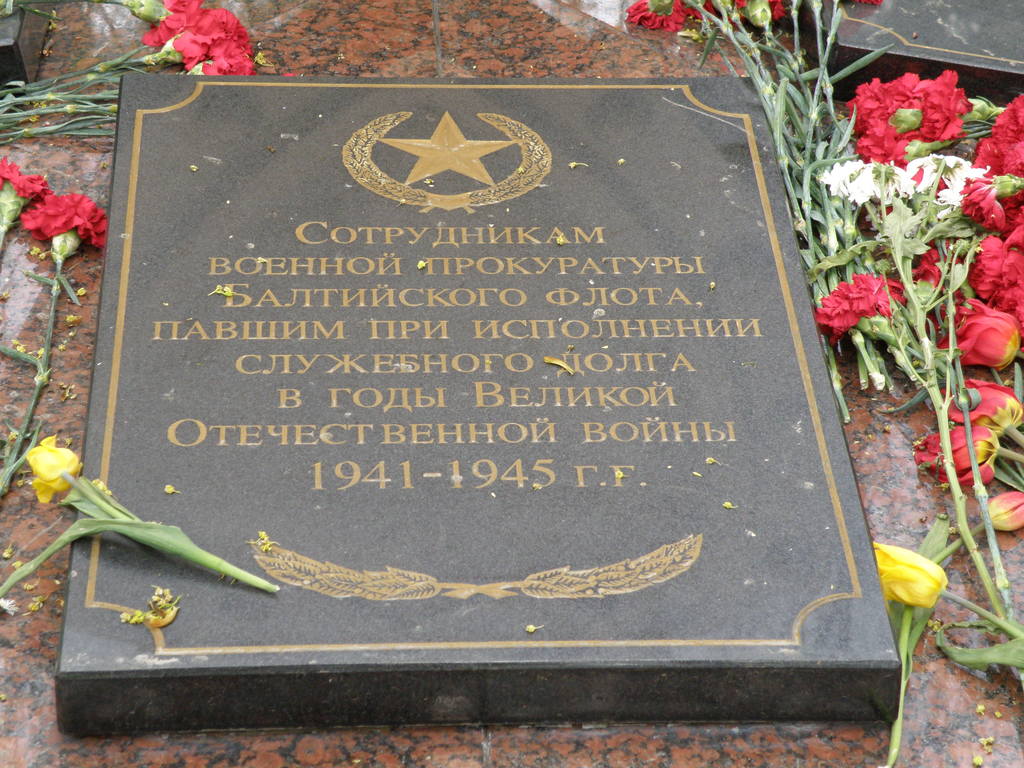 Сотрудникам
военной прокуратуры
Балтийского флота,
павшим при исполнении
служебного долга
в годы Великой
Отечественной войны
1941-1945 г.г.